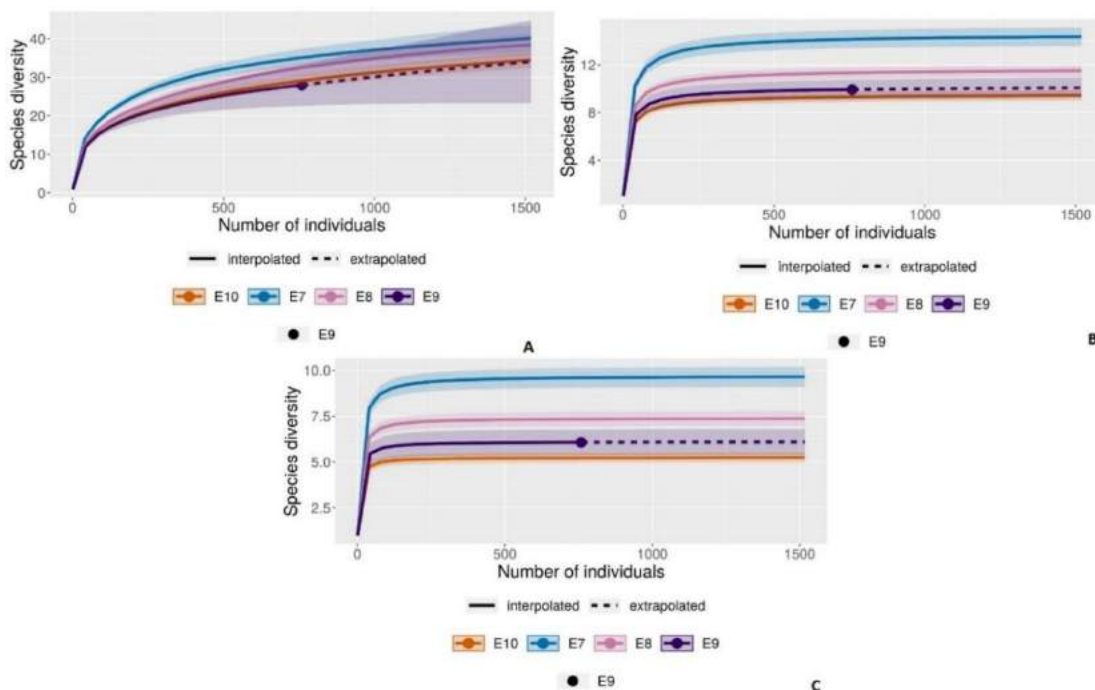 40
30
20
10
0
Species diversity
0 500 1000 1500
Number of individuals
interpolated extrapolated
E10 E7 E8 E9
E9
A
12
8
4
Species diversity
0 500 1000 1500
Number of individuals
interpolated extrapolated
E10 E7 E8 E9
E9
B
10.0
7.5
5.0
2.5
Species diversity
0 500 1000 1500
Number of individuals
interpolated extrapolated
E10 E7 E8 E9
E9
C